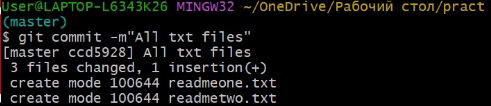 User@LAPTOP-L6343K26 MINGW32 ~/OneDrive/Рабочий стол/pract
(master)
$ git commit -m"All txt files"
[master ccd5928] All txt files
 3 files changed, 1 insertion(+)
 create mode 100644 readmeone.txt
 create mode 100644 readmetwo.txt